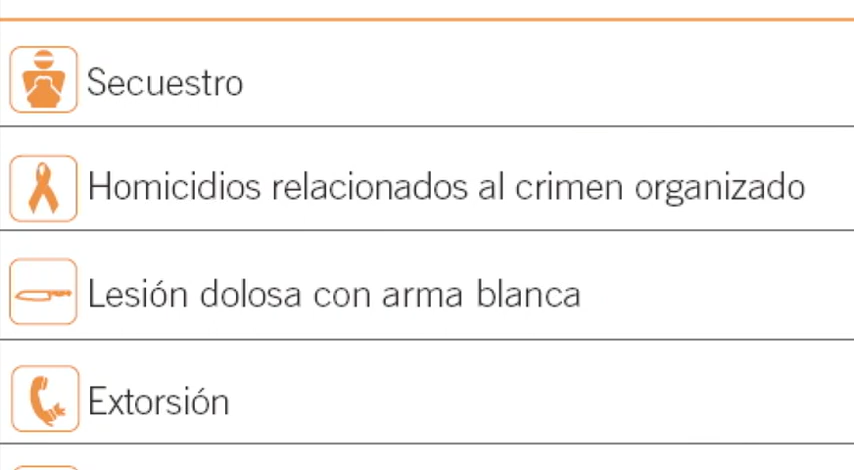 Secuestro
Homicidios relacionados al crimen organizado
Lesión dolosa con arma blanca
Extorsión